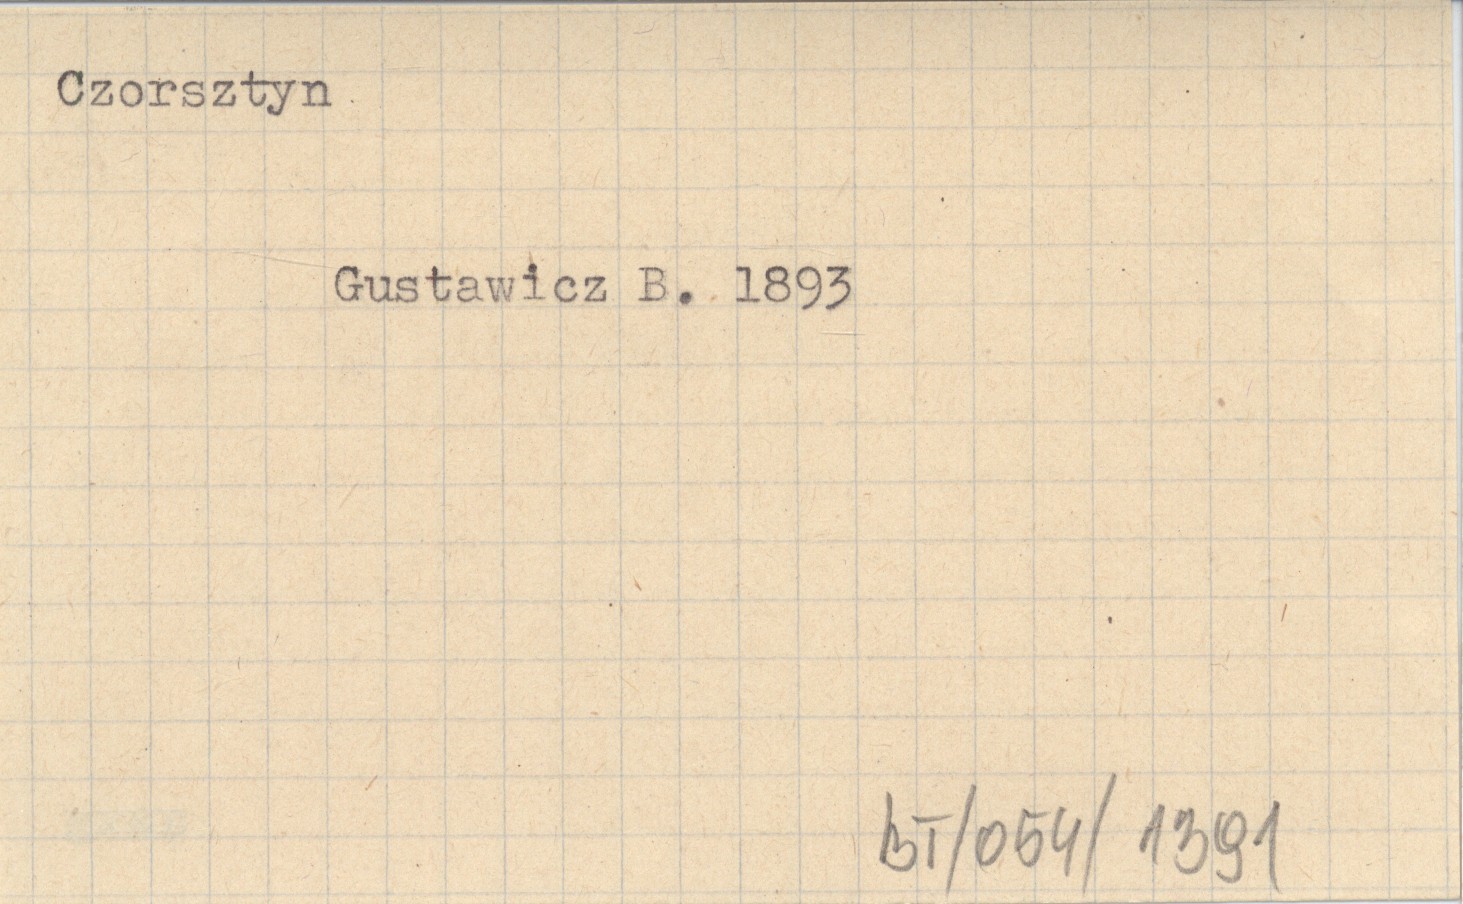 Czorsztyn
Gustawicz B. 1893
BT/054/1391